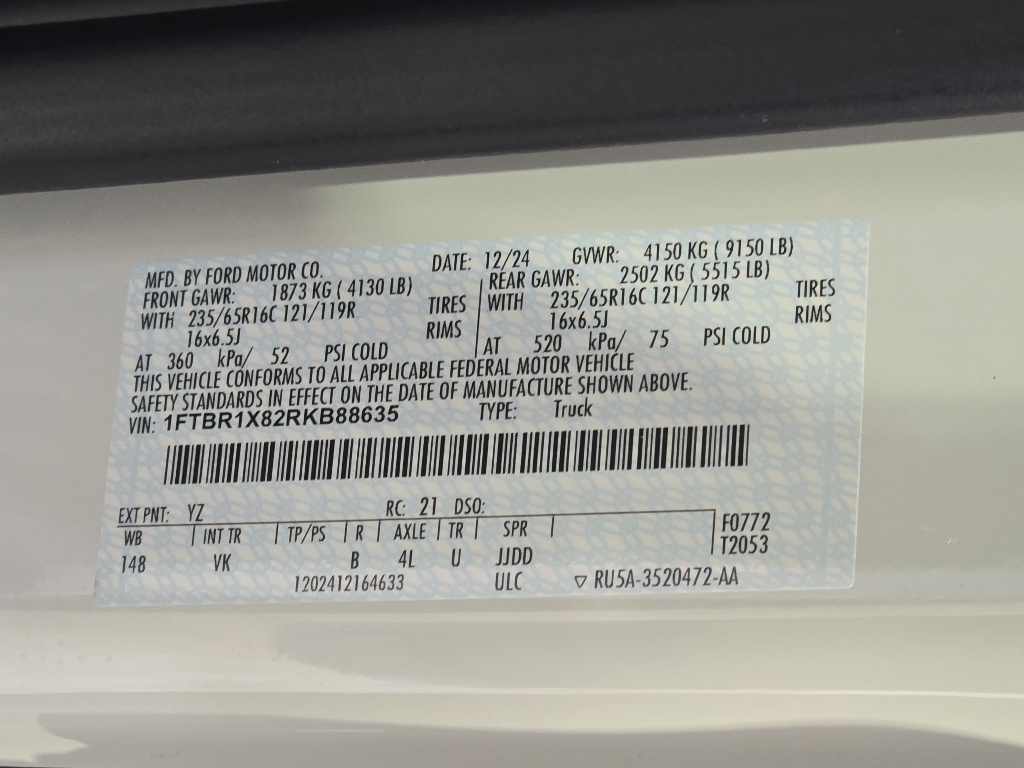 MFD. BY FORD MOTOR CO. DATE: 12/24 GVWR: 4150 KG ( 9150 LB)
FRONT GAWR: 1873 KG ( 4130 LB) REAR GAWR: 2502 KG ( 5515 LB)
WITH 235/65R16C 121/119R TIRES WITH 235/65R16C 121/119R TIRES
16x6.5J RIMS 16x6.5J RIMS
AT 360 kPa/ 52 PSI COLD AT 520 kPa/ 75 PSI COLD
THIS VEHICLE CONFORMS TO ALL APPLICABLE FEDERAL MOTOR VEHICLE
SAFETY STANDARDS IN EFFECT ON THE DATE OF MANUFACTURE SHOWN ABOVE.
VIN: 1FTBR1X82RKB88635 TYPE: Truck
EXT PNT: YZ RC: 21 DSO:
WB INT TR TP/PS R AXLE TR SPR F0772
148 VK B 4L U JJDD T2053
1202412164633 ULC ▽ RU5A-3520472-AA